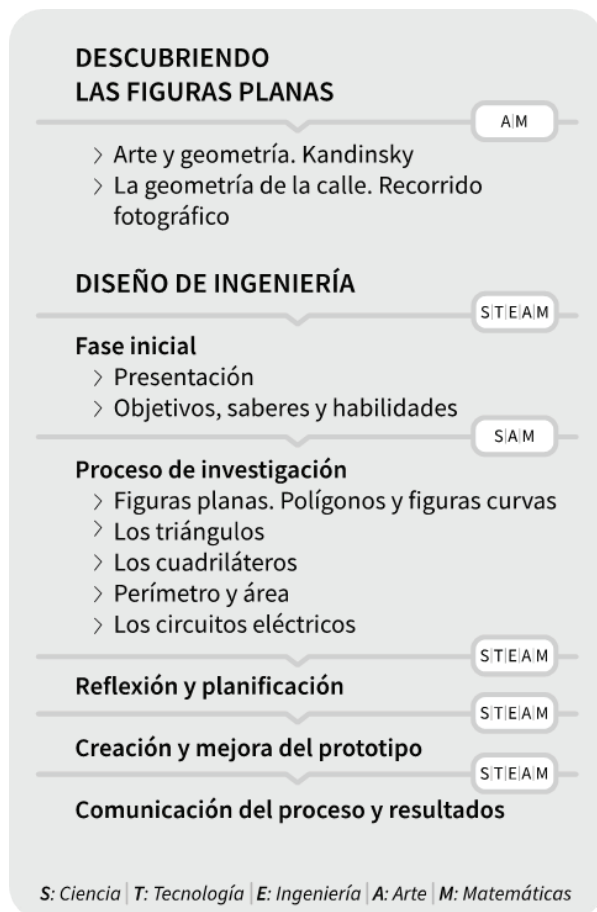 DESCUBRIENDO
LAS FIGURAS PLANAS
A|M
> Arte y geometría. Kandinsky
> La geometría de la calle. Recorrido
fotográfico
DISEÑO DE INGENIERÍA
S|T|E|A|M
Fase inicial
> Presentación
> Objetivos, saberes y habilidades
S|A|M
Proceso de investigación
> Figuras planas. Polígonos y figuras curvas
> Los triángulos
> Los cuadriláteros
> Perímetro y área
> Los circuitos eléctricos
S|T|E|A|M
Reflexión y planificación
S|T|E|A|M
Creación y mejora del prototipo
S|T|E|A|M
Comunicación del proceso y resultados
S: Ciencia | T: Tecnología | E: Ingeniería | A: Arte | M: Matemáticas